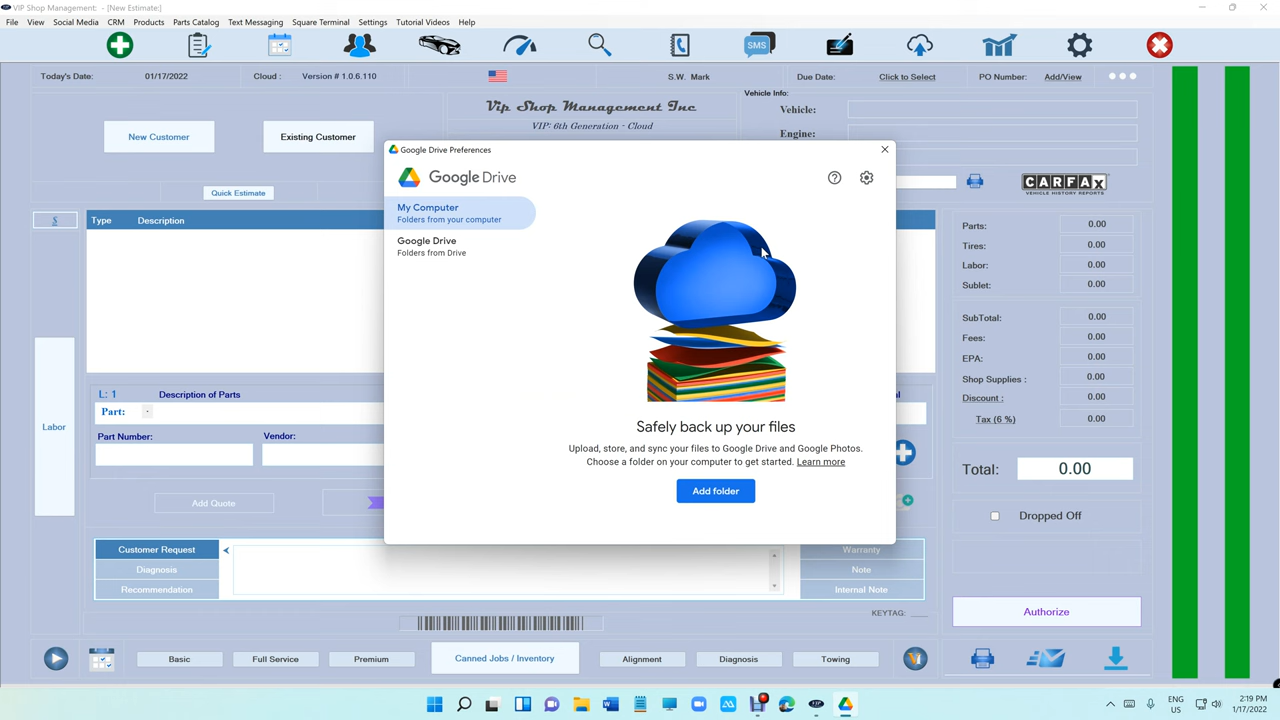 VIP Shop Management: - [New Estimate:]
File View Social Media CRM Products Parts Catalog Text Messaging Square Terminal Settings Tutorial Videos Help
SMS
Today's Date: 01/17/2022 Cloud : Version # 1.0.6.110 S.W. Mark Due Date: Click to Select PO Number: Add/View
Vehicle Info:
Vip Shop Management Inc
VIP: 6th Generation - Cloud
Vehicle:
Engine:
New Customer Existing Customer
Quick Estimate
CARFAX
VEHICLE HISTORY REPORTS
Google Drive Preferences
Google Drive
My Computer
Folders from your computer
Google Drive
Folders from Drive
Safely back up your files
Upload, store, and sync your files to Google Drive and Google Photos.
Choose a folder on your computer to get started. Learn more
Add folder
S Type Description
Labor
L: 1 Description of Parts
Part: -
Part Number: Vendor:
Add Quote
Parts: 0.00
Tires: 0.00
Labor: 0.00
Sublet: 0.00
SubTotal: 0.00
Fees: 0.00
EPA: 0.00
Shop Supplies : 0.00
Discount : 0.00
Tax (6 %) 0.00
Total: 0.00
Dropped Off
Authorize
Customer Request
Diagnosis
Recommendation
Warranty
Note
Internal Note
KEYTAG: ___
Basic Full Service Premium Canned Jobs / Inventory Alignment Diagnosis Towing
ENG
US
2:19 PM
1/17/2022